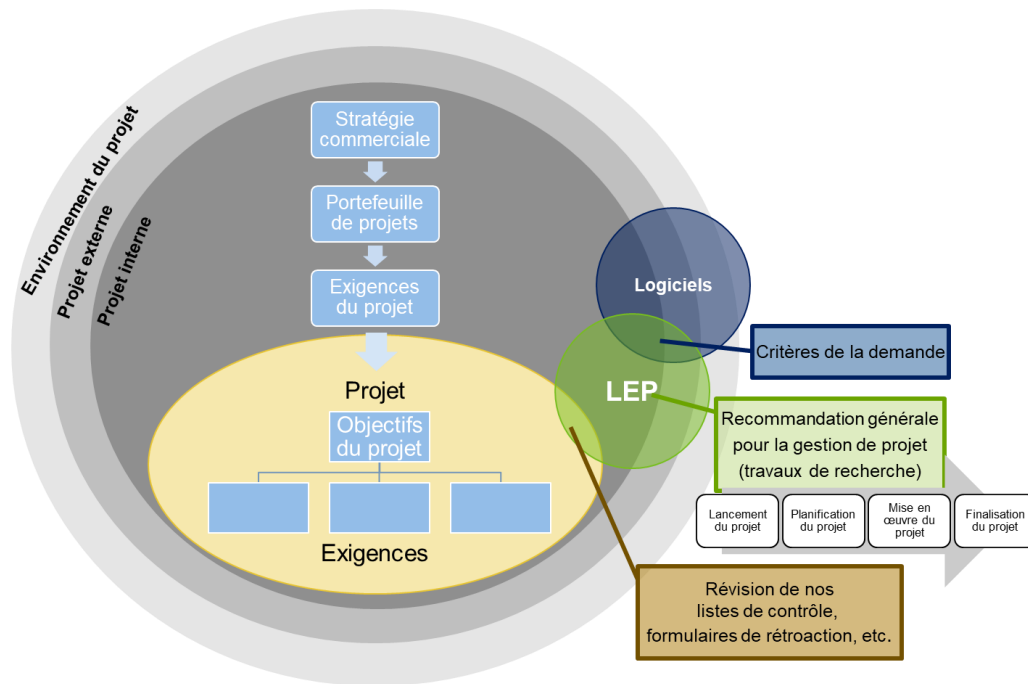 Environnement du projet
Projet externe
Projet interne
Stratégie
commerciale
Portefeuille
de projets
Exigences
du projet
Projet
Objectifs
du projet
Exigences
Logiciels
LEP
Critères de la demande
Recommandation générale
pour la gestion de projet
(travaux de recherche)
Lancement
du projet
Planification
du projet
Mise en
œuvre du
projet
Finalisation
du projet
Révision de nos
listes de contrôle,
formulaires de rétroaction, etc.